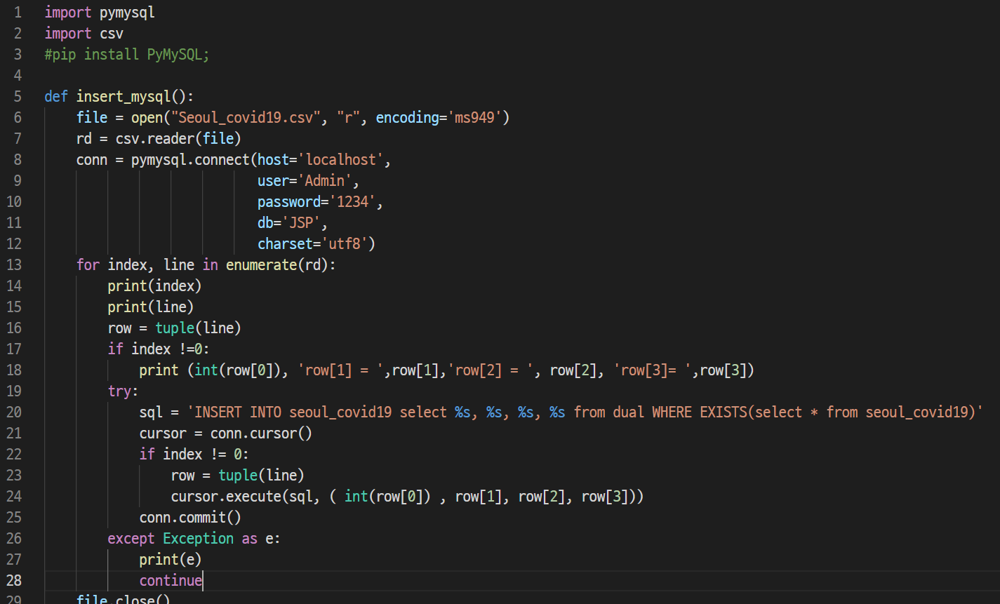 1 import pymysql
2 import csv
3 #pip install PyMySQL;
4
5 def insert_mysql():
6     file = open("Seoul_covid19.csv", "r", encoding='ms949')
7     rd = csv.reader(file)
8     conn = pymysql.connect(host='localhost',
9                            user='Admin',
10                            password='1234',
11                            db='JSP',
12                            charset='utf8')
13     for index, line in enumerate(rd):
14         print(index)
15         print(line)
16         row = tuple(line)
17         if index !=0:
18             print (int(row[0]), 'row[1] = ',row[1],'row[2] = ', row[2], 'row[3]= ',row[3])
19         try:
20             sql = 'INSERT INTO seoul_covid19 select %s, %s, %s, %s from dual WHERE EXISTS(select * from seoul_covid19)'
21             cursor = conn.cursor()
22             if index != 0:
23                 row = tuple(line)
24                 cursor.execute(sql, ( int(row[0]) , row[1], row[2], row[3]))
25             conn.commit()
26         except Exception as e:
27             print(e)
28             continue
29     file.close()